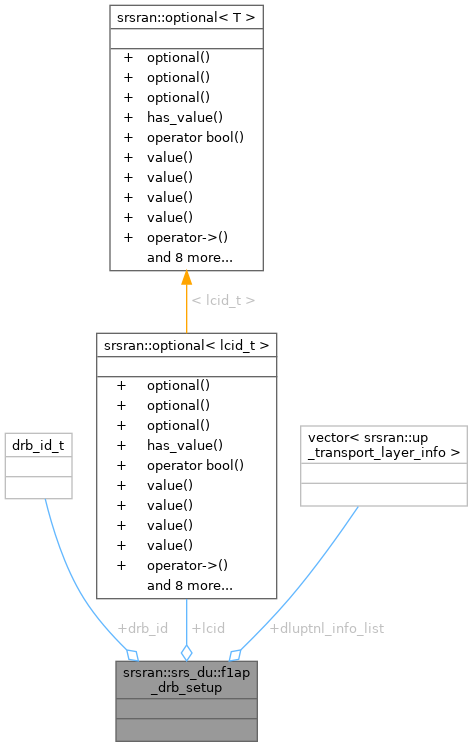 srsran::optional< T >
+ optional()
+ optional()
+ optional()
+ has_value()
+ operator bool()
+ value()
+ value()
+ value()
+ value()
+ operator->()
and 8 more...
< lcid_t >
srsran::optional< lcid_t >
+ optional()
+ optional()
+ optional()
+ has_value()
+ operator bool()
+ value()
+ value()
+ value()
+ value()
+ operator->()
and 8 more...
drb_id_t
vector< srsran::up
_transport_layer_info >
+drb_id
+lcid
+dluptnl_info_list
srsran::srs_du::f1ap
_drb_setup